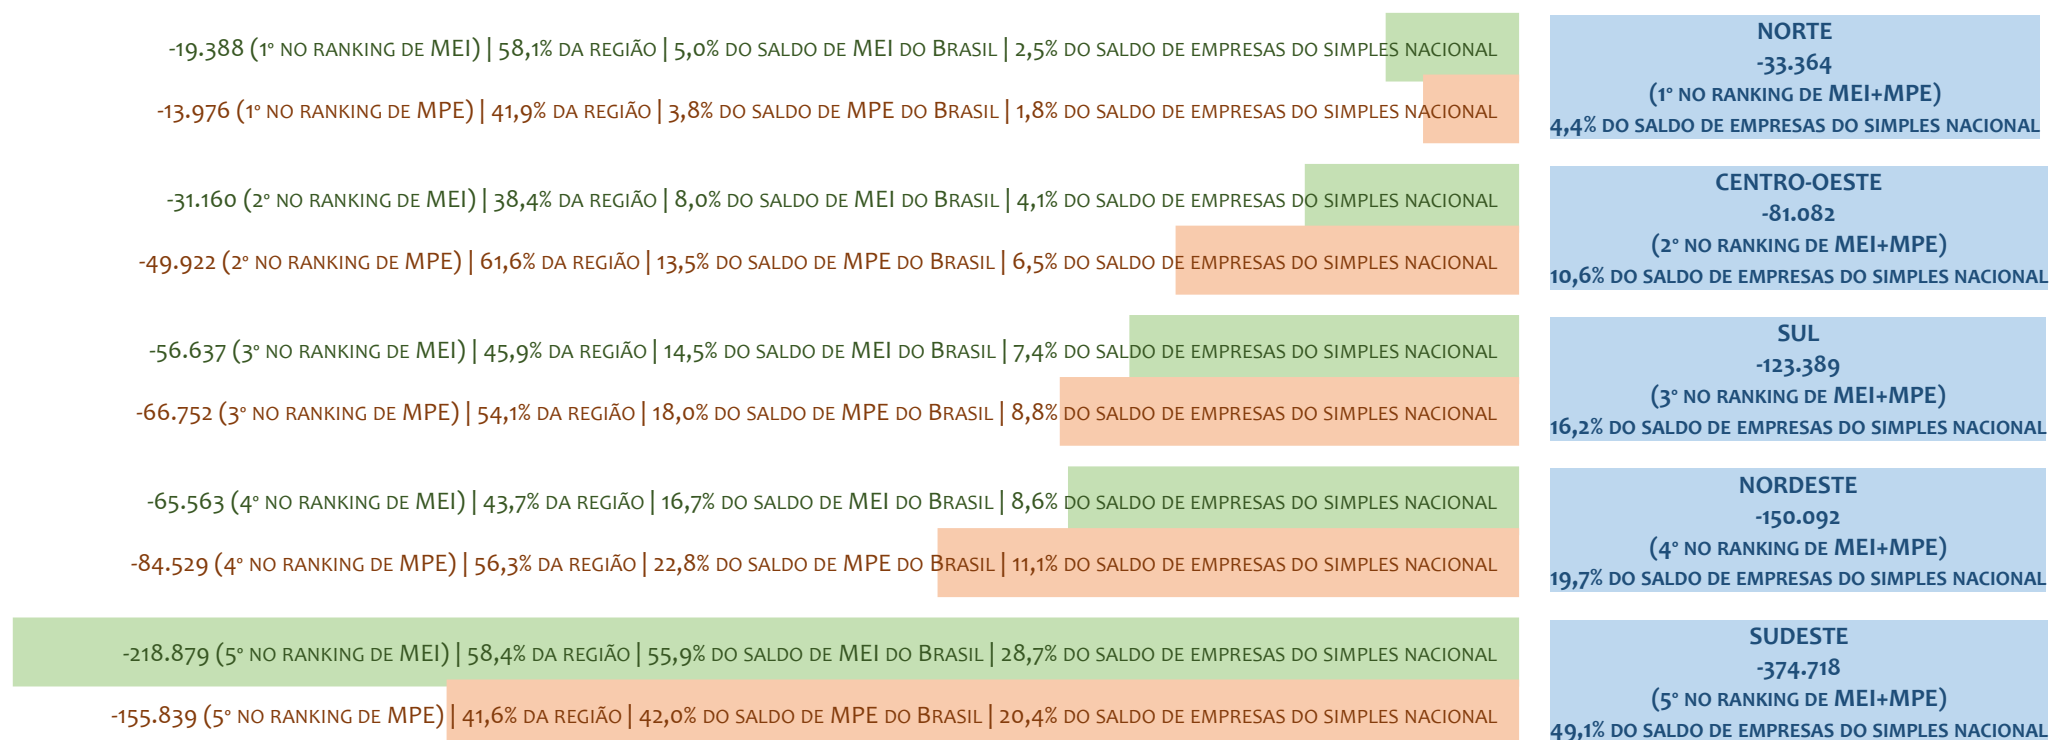 -19.388 (1° NO RANKING DE MEI) | 58,1% DA REGIÃO | 5,0% DO SALDO DE MEI DO BRASIL | 2,5% DO SALDO DE EMPRESAS DO SIMPLES NACIONAL
-13.976 (1° NO RANKING DE MPE) | 41,9% DA REGIÃO | 3,8% DO SALDO DE MPE DO BRASIL | 1,8% DO SALDO DE EMPRESAS DO SIMPLES NACIONAL
NORTE
-33.364
(1° NO RANKING DE MEI+MPE)
4,4% DO SALDO DE EMPRESAS DO SIMPLES NACIONAL
-31.160 (2° NO RANKING DE MEI) | 38,4% DA REGIÃO | 8,0% DO SALDO DE MEI DO BRASIL | 4,1% DO SALDO DE EMPRESAS DO SIMPLES NACIONAL
-49.922 (2° NO RANKING DE MPE) | 61,6% DA REGIÃO | 13,5% DO SALDO DE MPE DO BRASIL | 6,5% DO SALDO DE EMPRESAS DO SIMPLES NACIONAL
CENTRO-OESTE
-81.082
(2° NO RANKING DE MEI+MPE)
10,6% DO SALDO DE EMPRESAS DO SIMPLES NACIONAL
-56.637 (3° NO RANKING DE MEI) | 45,9% DA REGIÃO | 14,5% DO SALDO DE MEI DO BRASIL | 7,4% DO SALDO DE EMPRESAS DO SIMPLES NACIONAL
-66.752 (3° NO RANKING DE MPE) | 54,1% DA REGIÃO | 18,0% DO SALDO DE MPE DO BRASIL | 8,8% DO SALDO DE EMPRESAS DO SIMPLES NACIONAL
SUL
-123.389
(3° NO RANKING DE MEI+MPE)
16,2% DO SALDO DE EMPRESAS DO SIMPLES NACIONAL
-65.563 (4° NO RANKING DE MEI) | 43,7% DA REGIÃO | 16,7% DO SALDO DE MEI DO BRASIL | 8,6% DO SALDO DE EMPRESAS DO SIMPLES NACIONAL
-84.529 (4° NO RANKING DE MPE) | 56,3% DA REGIÃO | 22,8% DO SALDO DE MPE DO BRASIL | 11,1% DO SALDO DE EMPRESAS DO SIMPLES NACIONAL
NORDESTE
-150.092
(4° NO RANKING DE MEI+MPE)
19,7% DO SALDO DE EMPRESAS DO SIMPLES NACIONAL
-218.879 (5° NO RANKING DE MEI) | 58,4% DA REGIÃO | 55,9% DO SALDO DE MEI DO BRASIL | 28,7% DO SALDO DE EMPRESAS DO SIMPLES NACIONAL
-155.839 (5° NO RANKING DE MPE) | 41,6% DA REGIÃO | 42,0% DO SALDO DE MPE DO BRASIL | 20,4% DO SALDO DE EMPRESAS DO SIMPLES NACIONAL
SUDESTE
-374.718
(5° NO RANKING DE MEI+MPE)
49,1% DO SALDO DE EMPRESAS DO SIMPLES NACIONAL